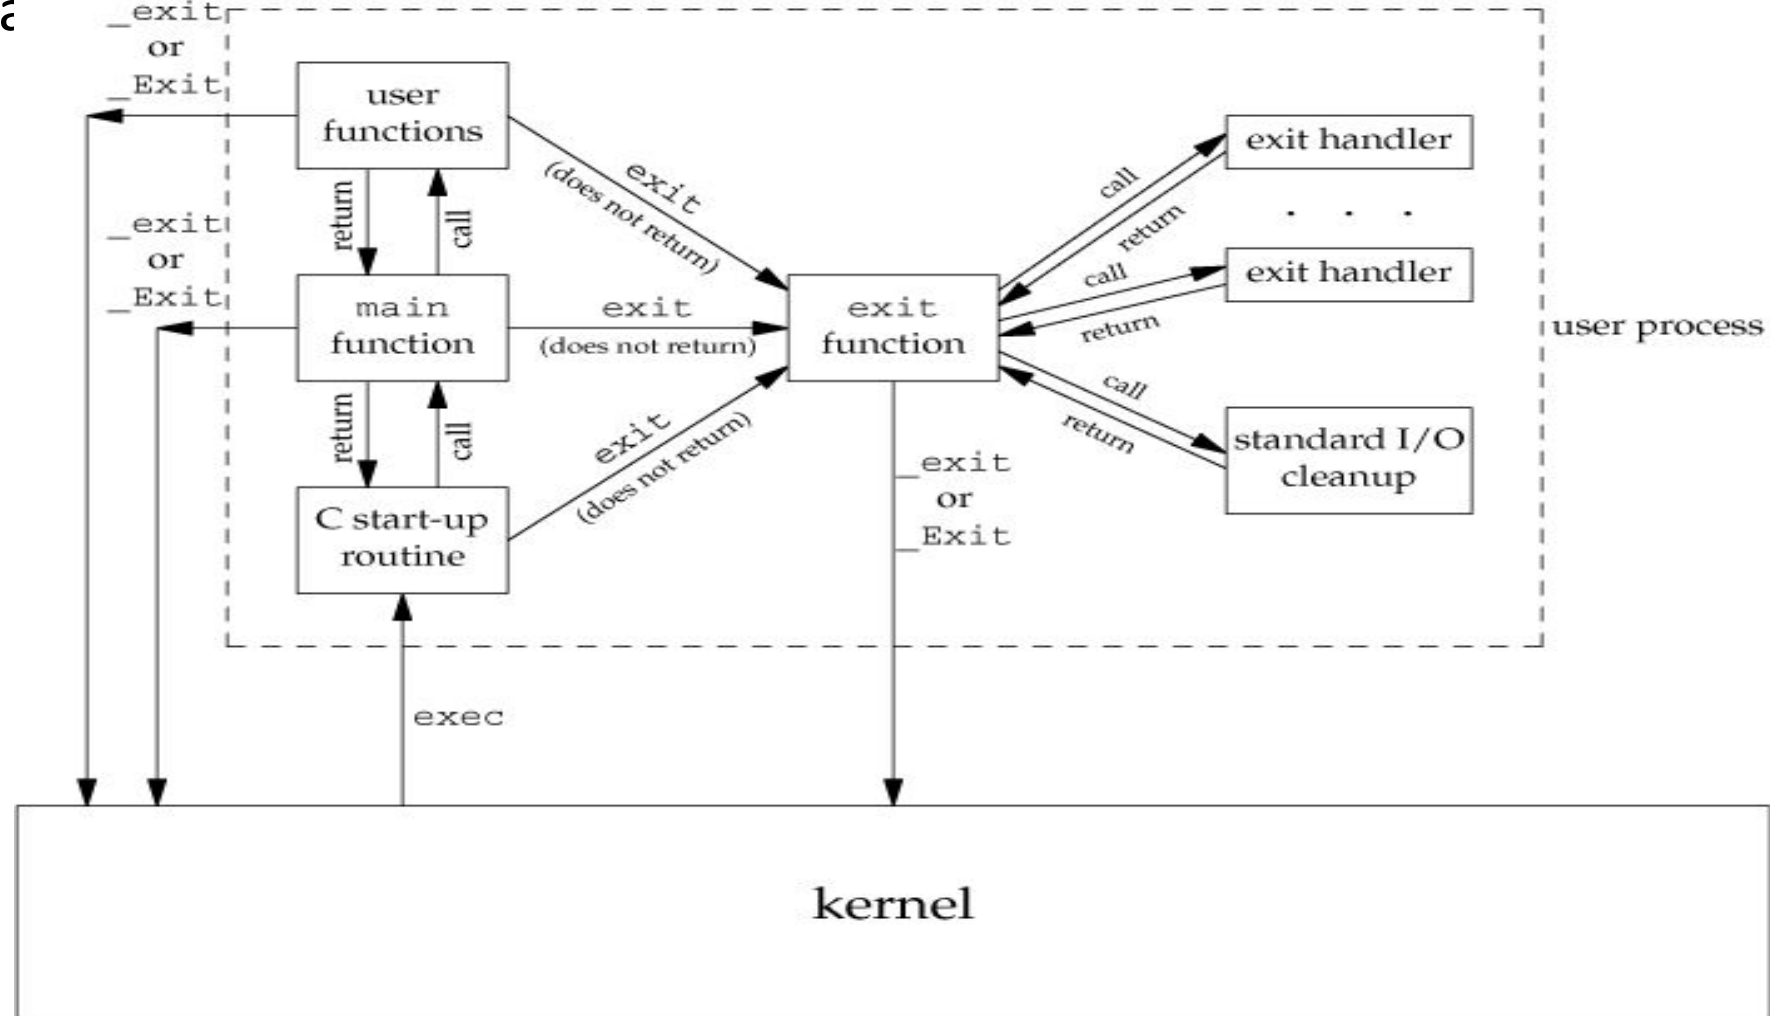 a
_exit
or
_Exit
user
functions
exit
(does not return)
call
return
exit handler
. . .
return
call
_exit
or
_Exit
main
function
exit
(does not return)
exit
function
call
return
exit handler
user process
return
call
exit
(does not return)
call
return
standard I/O
cleanup
C start-up
routine
_exit
or
_Exit
exec
kernel